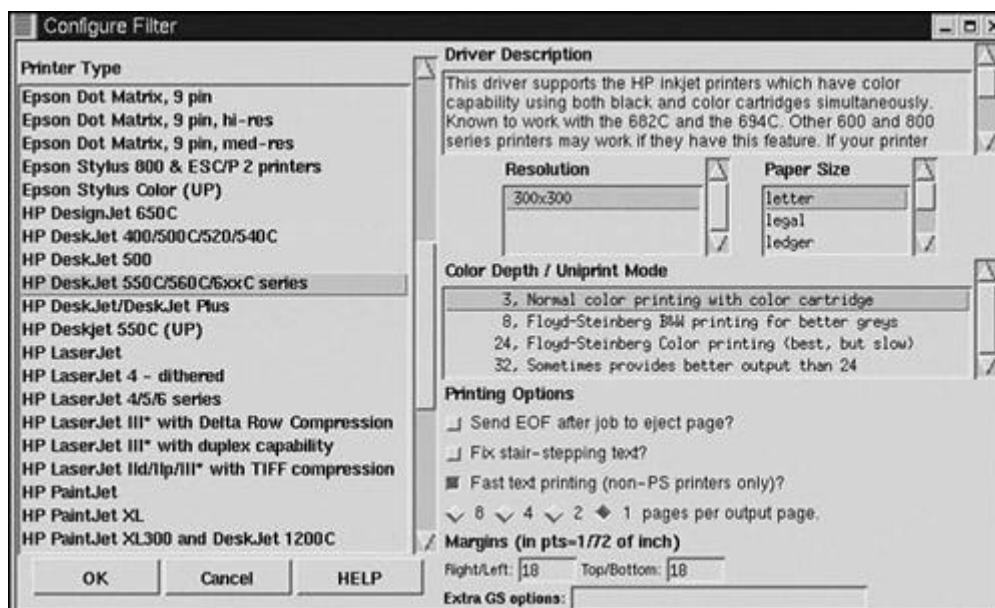 Configure Filter
Printer Type
Epson Dot Matrix, 9 pin
Epson Dot Matrix, 9 pin, hi-res
Epson Dot Matrix, 9 pin, med-res
Epson Stylus 800 & ESC/P 2 printers
Epson Stylus Color (UP)
HP DesignJet 650C
HP DeskJet 400/500C/520/540C
HP DeskJet 500
HP DeskJet 550C/560C/6xxC series
HP DeskJet/DeskJet Plus
HP Deskjet 550C (UP)
HP LaserJet
HP LaserJet 4 - dithered
HP LaserJet 4/5/6 series
HP LaserJet III* with Delta Row Compression
HP LaserJet III* with duplex capability
HP LaserJet IId/IIp/III* with TIFF compression
HP PaintJet
HP PaintJet XL
HP PaintJet XL300 and DeskJet 1200C
OK Cancel HELP
Driver Description
This driver supports the HP inkjet printers which have color
capability using both black and color cartridges simultaneously.
Known to work with the 682C and the 694C. Other 600 and 800
series printers may work if they have this feature. If your printer
Resolution
300x300
Paper Size
letter
legal
ledger
Color Depth / Uniprint Mode
3, Normal color printing with color cartridge
8, Floyd-Steinberg B&W printing for better greys
24, Floyd-Steinberg Color printing (best, but slow)
32, Sometimes provides better output than 24
Printing Options
Send EOF after job to eject page?
Fix stair-stepping text?
Fast text printing (non-PS printers only)?
8 4 2 1 pages per output page.
Margins (in pts=1/72 of inch)
Right/Left: 18 Top/Bottom: 18
Extra GS options: